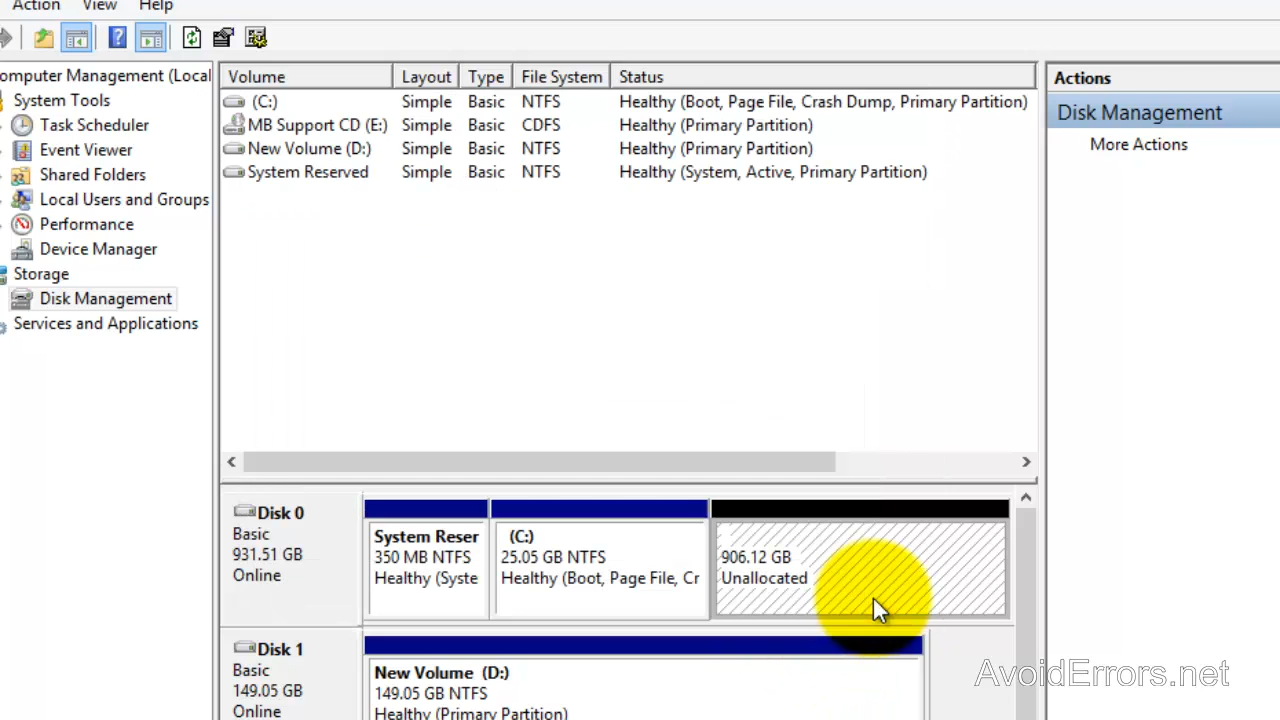 Action View Help
omputer Management (Local
System Tools
Task Scheduler
Event Viewer
Shared Folders
Local Users and Groups
Performance
Device Manager
Storage
Disk Management
Services and Applications
Volume Layout Type File System Status
(C:) Simple Basic NTFS Healthy (Boot, Page File, Crash Dump, Primary Partition)
MB Support CD (E:) Simple Basic CDFS Healthy (Primary Partition)
New Volume (D:) Simple Basic NTFS Healthy (Primary Partition)
System Reserved Simple Basic NTFS Healthy (System, Active, Primary Partition)
Actions
Disk Management
More Actions
Disk 0
Basic
931.51 GB
Online
System Reser
350 MB NTFS
Healthy (Syste
(C:)
25.05 GB NTFS
Healthy (Boot, Page File, Cr
906.12 GB
Unallocated
Disk 1
Basic
149.05 GB
Online
New Volume (D:)
149.05 GB NTFS
Healthy (Primary Partition)
AvoidErrors.net